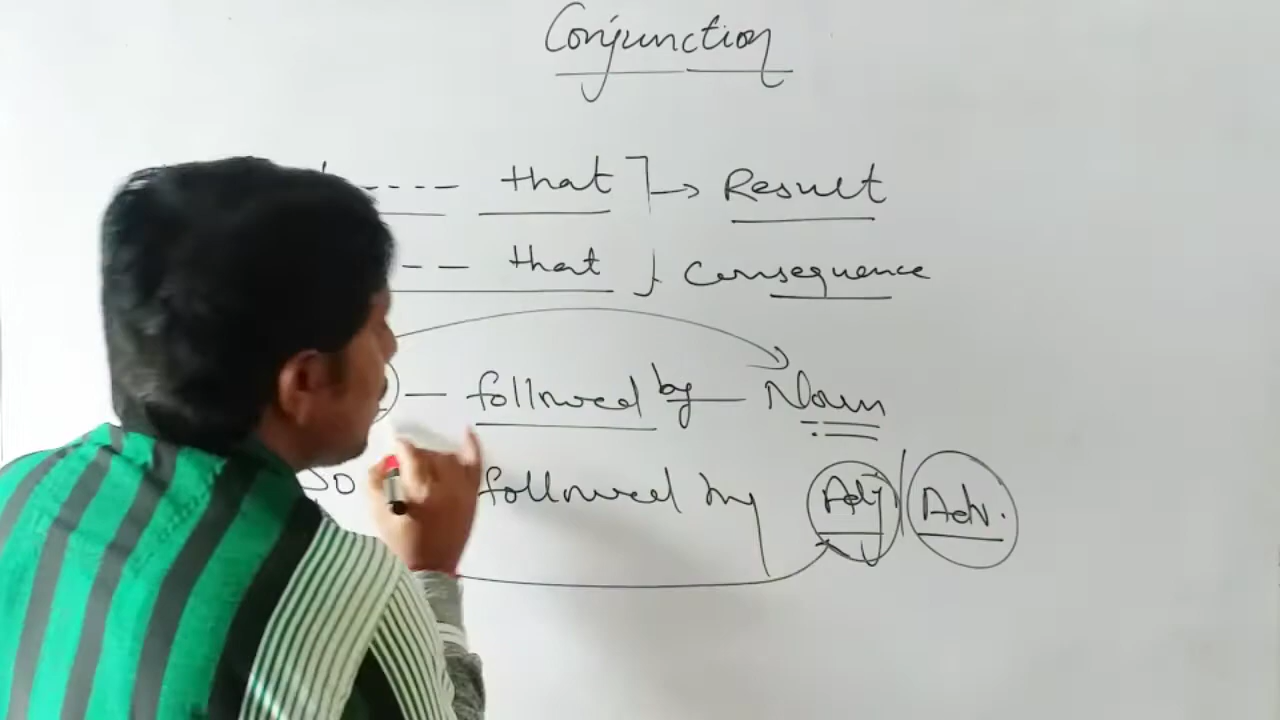 Conjunction
---- that ] → Result
-- that } Consequence
— followed by — Noun
So followed by Adj / Adv.